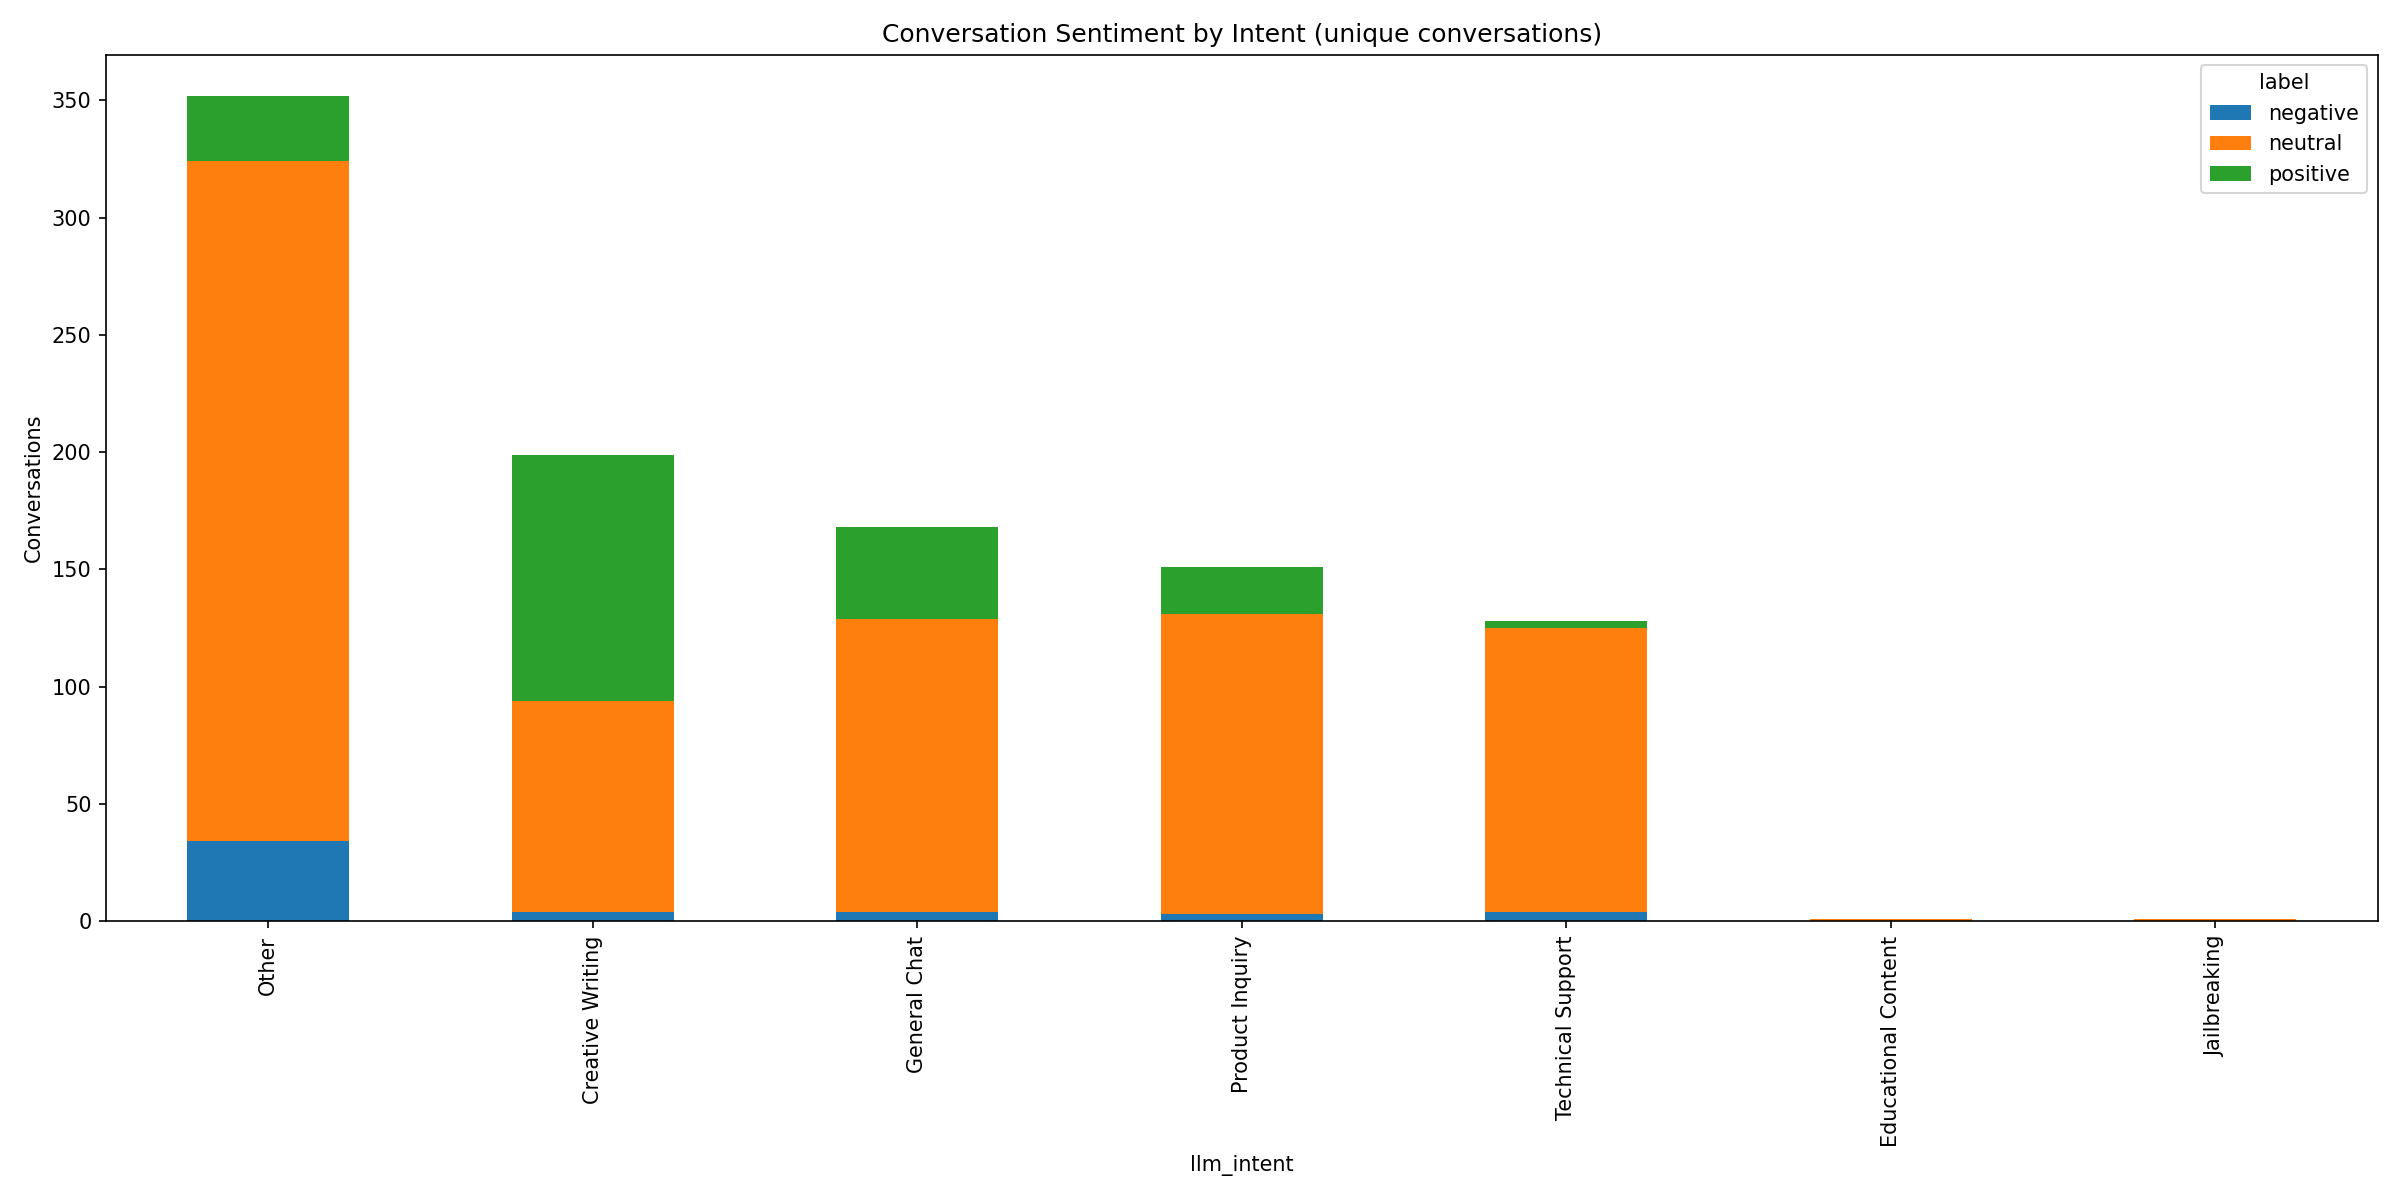 Conversation Sentiment by Intent (unique conversations)
label
negative
neutral
positive
Conversations
350
300
250
200
150
100
50
0
Other
Creative Writing
General Chat
Product Inquiry
Technical Support
Educational Content
Jailbreaking
llm_intent